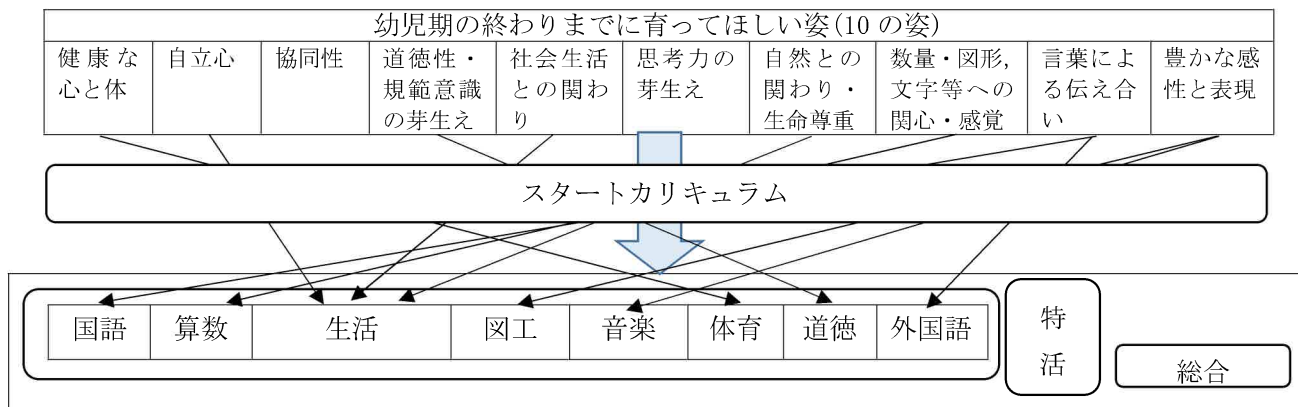 幼児期の終わりまでに育ってほしい姿(10の姿)
健康な
心と体
自立心
協同性
道徳性・
規範意識
の芽生え
社会生活
との関わ
り
思考力の
芽生え
自然との
関わり・
生命尊重
数量・図形,
文字等への
関心・感覚
言葉によ
る伝え合
い
豊かな感
性と表現
スタートカリキュラム
国語
算数
生活
図工
音楽
体育
道徳
外国語
特
活
総合